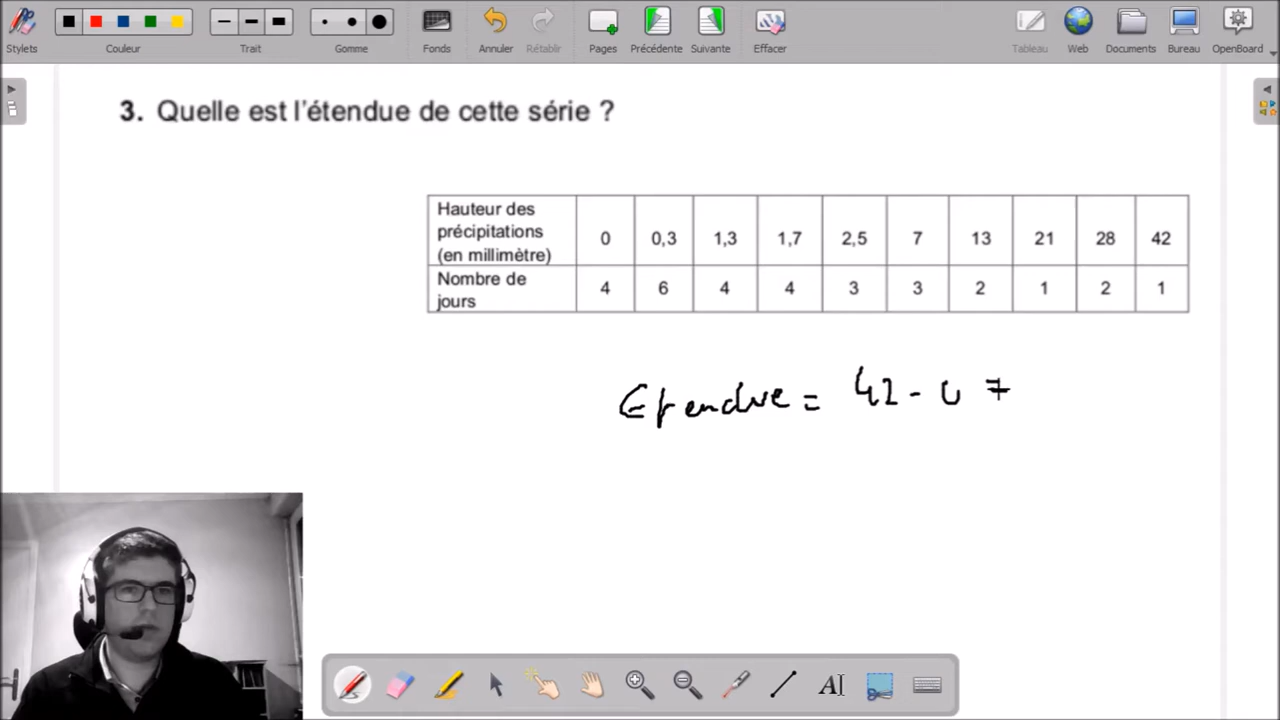 Stylets Couleur Trait Gomme Fonds Annuler Rétablir Pages Précédente Suivante Effacer Tableau Web Documents Bureau OpenBoard
3. Quelle est l'étendue de cette série ?
Hauteur des précipitations (en millimètre) 0 0,3 1,3 1,7 2,5 7 13 21 28 42
Nombre de jours 4 6 4 4 3 3 2 1 2 1
Etendue = 42 - 0 =